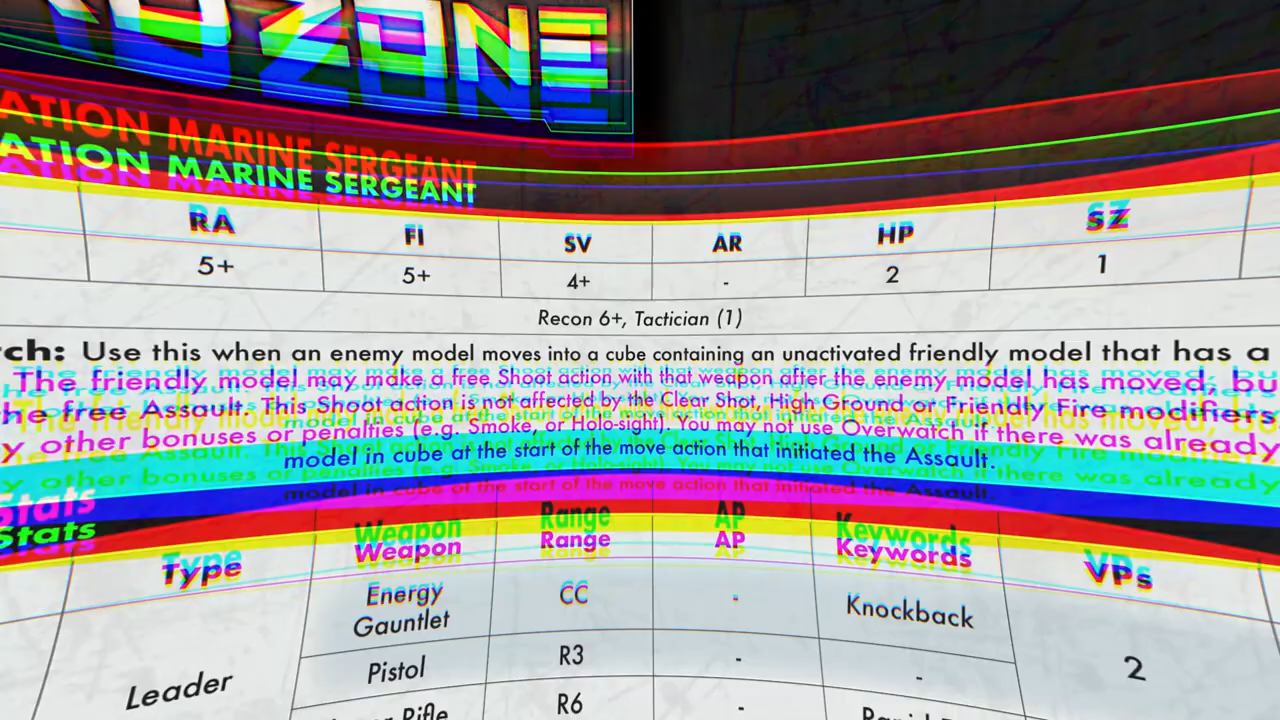 ZONE
ATION MARINE SERGEANT
RA FI SV AR HP SZ
5+ 5+ 4+ - 2 1
Recon 6+, Tactician (1)
ch: Use this when an enemy model moves into a cube containing an unactivated friendly model that has a
The friendly model may make a free Shoot action with that weapon after the enemy model has moved, bu
he free Assault. This Shoot action is not affected by the Clear Shot, High Ground or Friendly Fire modifiers
y other bonuses or penalties (e.g. Smoke, or Holo-sight). You may not use Overwatch if there was already
model in cube at the start of the move action that initiated the Assault.
Stats
Type Weapon Range AP Keywords VPs
Energy Gauntlet CC - Knockback
Pistol R3 - -
Leader 2
Rifle R6 -